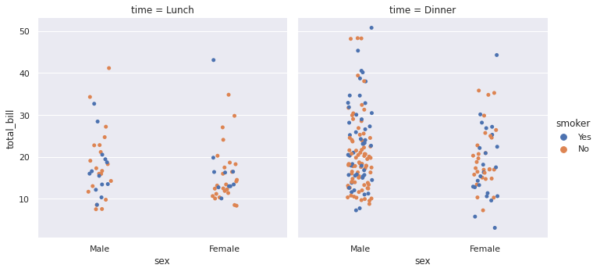 time = Lunch
time = Dinner
50
40
30
20
10
total_bill
Male
Female
Male
Female
sex
sex
smoker
Yes
No